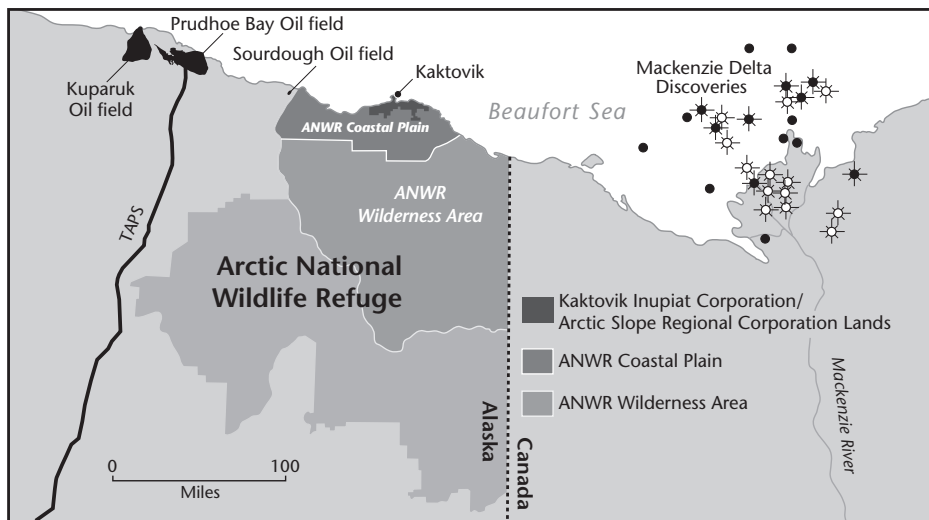 Prudhoe Bay Oil field
Sourdough Oil field
Kuparuk
Oil field
Kaktovik
Mackenzie Delta
Discoveries
Beaufort Sea
ANWR Coastal Plain
ANWR
Wilderness Area
TAPS
Arctic National
Wildlife Refuge
Kaktovik Inupiat Corporation/
Arctic Slope Regional Corporation Lands
ANWR Coastal Plain
ANWR Wilderness Area
Alaska
Canada
Mackenzie River
0 100
Miles